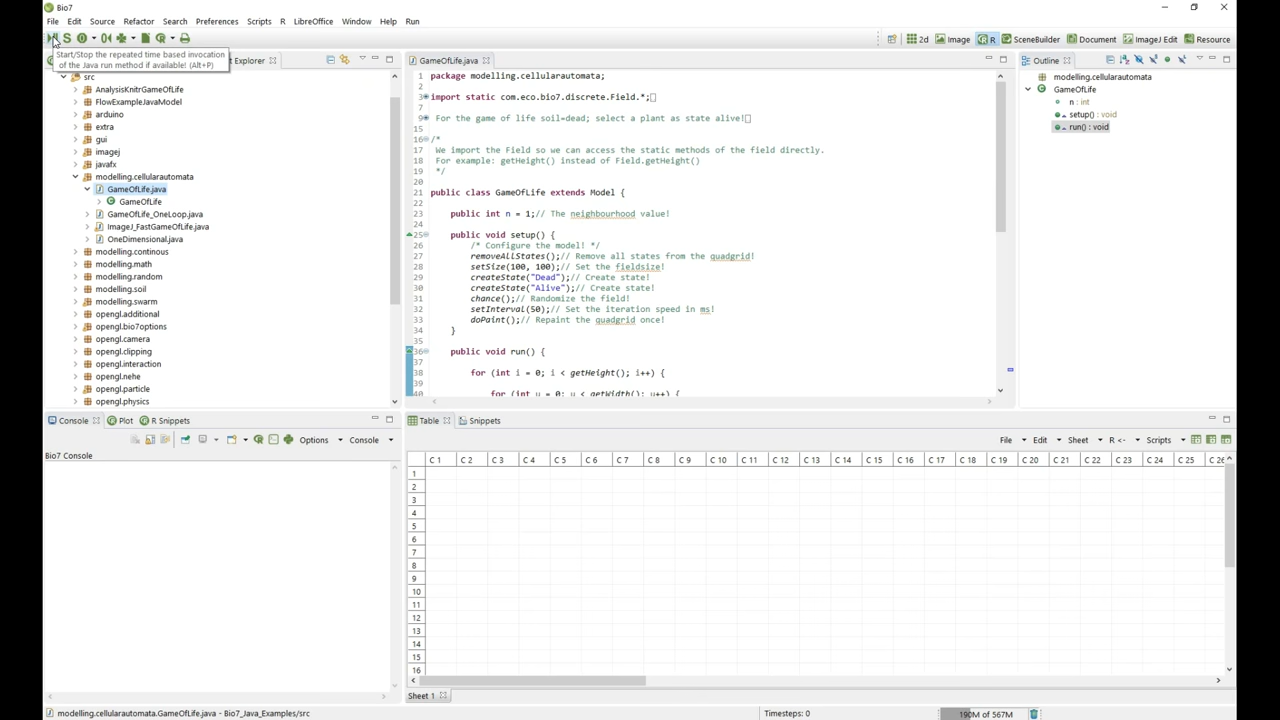 Bio7
File Edit Source Refactor Search Preferences Scripts R LibreOffice Window Help Run
2d Image R SceneBuilder Document ImageJ Edit Resource
Start/Stop the repeated time based invocation
of the Java run method if available! (Alt+P)
Explorer
src
AnalysisKnitrGameOfLife
FlowExampleJavaModel
arduino
extra
gui
imagej
javafx
modelling.cellularautomata
GameOfLife.java
GameOfLife
GameOfLife_OneLoop.java
ImageJ_FastGameOfLife.java
OneDimensional.java
modelling.continous
modelling.math
modelling.random
modelling.soil
modelling.swarm
opengl.additional
opengl.bio7options
opengl.camera
opengl.clipping
opengl.interaction
opengl.nehe
opengl.particle
opengl.physics
GameOfLife.java
1 package modelling.cellularautomata;
2
3 import static com.eco.bio7.discrete.Field.*;
8
9 For the game of life soil=dead; select a plant as state alive!
15
16 /*
17 We import the Field so we can access the static methods of the field directly.
18 For example: getHeight() instead of Field.getHeight()
19 */
20
21 public class GameOfLife extends Model {
22
23 public int n = 1;// The neighbourhood value!
24
25 public void setup() {
26 /* Configure the model! */
27 removeAllStates();// Remove all states from the quadgrid!
28 setSize(100, 100);// Set the fieldsize!
29 createState("Dead");// Create state!
30 createState("Alive");// Create state!
31 chance();// Randomize the field!
32 setInterval(50);// Set the iteration speed in ms!
33 doPaint();// Repaint the quadgrid once!
34 }
35
36 public void run() {
37
38 for (int i = 0; i < getHeight(); i++) {
39
40 for (int u = 0; u < getWidth(); u++) {
Outline
modelling.cellularautomata
GameOfLife
n : int
setup() : void
run() : void
Console Plot R Snippets
Options Console
Bio7 Console
Table Snippets
File Edit Sheet R <- Scripts
C 1 C 2 C 3 C 4 C 5 C 6 C 7 C 8 C 9 C 10 C 11 C 12 C 13 C 14 C 15 C 16 C 17 C 18 C 19 C 20 C 21 C 22 C 23 C 24 C 25 C 26
1
2
3
4
5
6
7
8
9
10
11
12
13
14
15
16
Sheet 1
modelling.cellularautomata.GameOfLife.java - Bio7_Java_Examples/src
Timesteps: 0
190M of 567M